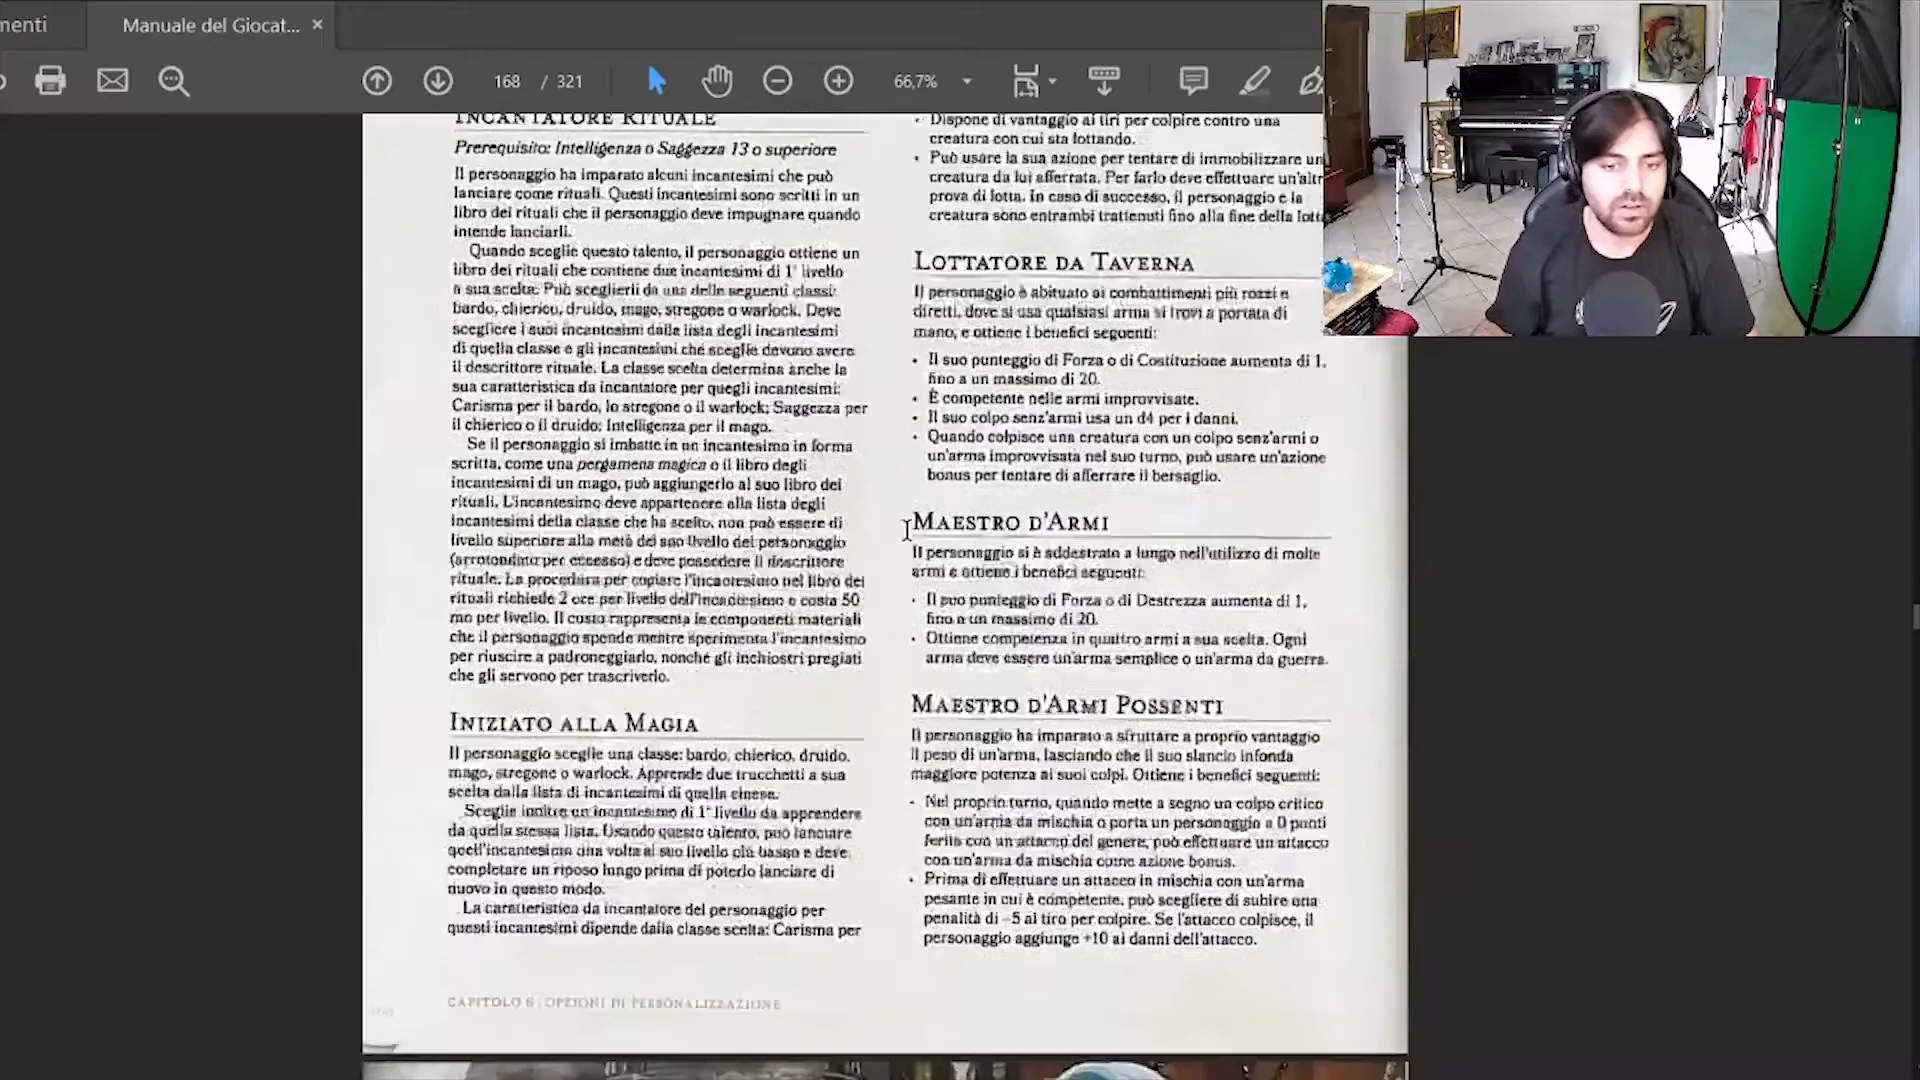 menti
Manuale del Giocat... ×
168 / 321
66,7%
INCANTATORE RITUALE
Prerequisito: Intelligenza o Saggezza 13 o superiore
Il personaggio ha imparato alcuni incantesimi che può
lanciare come rituali. Questi incantesimi sono scritti in un
libro dei rituali che il personaggio deve impugnare quando
intende lanciarli.
Quando sceglie questo talento, il personaggio ottiene un
libro dei rituali che contiene due incantesimi di 1° livello
a sua scelta. Può sceglierli da una delle seguenti classi:
bardo, chierico, druido, mago, stregone o warlock. Deve
scegliere i suoi incantesimi dalla lista degli incantesimi
di quella classe e gli incantesimi che sceglie devono avere
il descrittore rituale. La classe scelta determina anche la
sua caratteristica da incantatore per quegli incantesimi:
Carisma per il bardo, lo stregone o il warlock; Saggezza per
il chierico o il druido; Intelligenza per il mago.
Se il personaggio si imbatte in un incantesimo in forma
scritta, come una pergamena magica o il libro degli
incantesimi di un mago, può aggiungerlo al suo libro dei
rituali. L'incantesimo deve appartenere alla lista degli
incantesimi della classe che ha scelto, non può essere di
livello superiore alla metà del suo livello del personaggio
(arrotondato per eccesso) e deve possedere il descrittore
rituale. La procedura per copiare l'incantesimo nel libro dei
rituali richiede 2 ore per livello dell'incantesimo e costa 50
mo per livello. Il costo rappresenta le componenti materiali
che il personaggio spende mentre sperimenta l'incantesimo
per riuscire a padroneggiarlo, nonché gli inchiostri pregiati
che gli servono per trascriverlo.
INIZIATO ALLA MAGIA
Il personaggio sceglie una classe: bardo, chierico, druido,
mago, stregone o warlock. Apprende due trucchetti a sua
scelta dalla lista di incantesimi di quella classe.
Sceglie inoltre un incantesimo di 1° livello da apprendere
da quella stessa lista. Usando questo talento, può lanciare
quell'incantesimo una volta al suo livello più basso e deve
completare un riposo lungo prima di poterlo lanciare di
nuovo in questo modo.
La caratteristica da incantatore del personaggio per
questi incantesimi dipende dalla classe scelta: Carisma per
• Dispone di vantaggio ai tiri per colpire contro una
creatura con cui sta lottando.
• Può usare la sua azione per tentare di immobilizzare un
creatura da lui afferrata. Per farlo deve effettuare un'altr
prova di lotta. In caso di successo, il personaggio e la
creatura sono entrambi trattenuti fino alla fine della lott
LOTTATORE DA TAVERNA
Il personaggio è abituato ai combattimenti più rozzi e
diretti, dove si usa qualsiasi arma si trovi a portata di
mano, e ottiene i benefici seguenti:
• Il suo punteggio di Forza o di Costituzione aumenta di 1,
fino a un massimo di 20.
• È competente nelle armi improvvisate.
• Il suo colpo senz'armi usa un d4 per i danni.
• Quando colpisce una creatura con un colpo senz'armi o
un'arma improvvisata nel suo turno, può usare un'azione
bonus per tentare di afferrare il bersaglio.
MAESTRO D'ARMI
Il personaggio si è addestrato a lungo nell'utilizzo di molte
armi e ottiene i benefici seguenti:
• Il suo punteggio di Forza o di Destrezza aumenta di 1,
fino a un massimo di 20.
• Ottiene competenza in quattro armi a sua scelta. Ogni
arma deve essere un'arma semplice o un'arma da guerra.
MAESTRO D'ARMI POSSENTI
Il personaggio ha imparato a sfruttare a proprio vantaggio
il peso di un'arma, lasciando che il suo slancio infonda
maggiore potenza ai suoi colpi. Ottiene i benefici seguenti:
• Nel proprio turno, quando mette a segno un colpo critico
con un'arma da mischia o porta un personaggio a 0 punti
ferita con un attacco del genere, può effettuare un attacco
con un'arma da mischia come azione bonus.
• Prima di effettuare un attacco in mischia con un'arma
pesante in cui è competente, può scegliere di subire una
penalità di -5 al tiro per colpire. Se l'attacco colpisce, il
personaggio aggiunge +10 ai danni dell'attacco.
CAPITOLO 6 : OPZIONI DI PERSONALIZZAZIONE